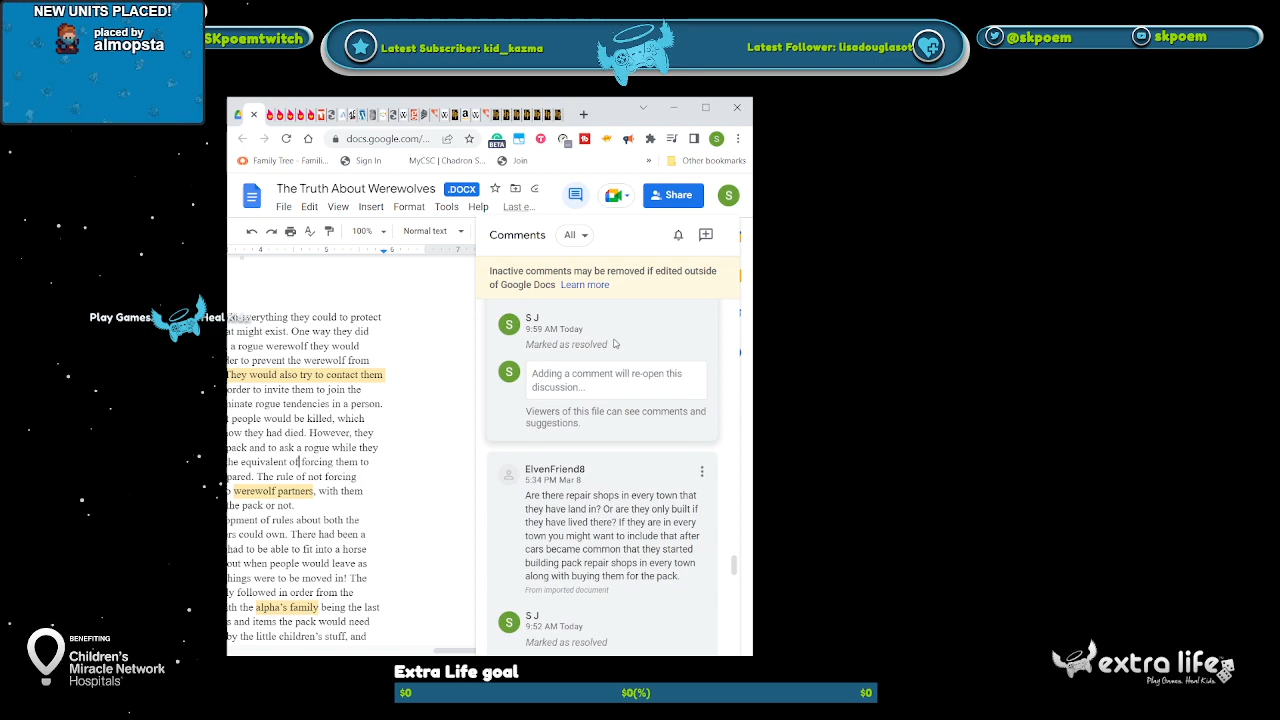 NEW UNITS PLACED!
placed by
almopsta
SKpoemtwitch
Latest Subscriber: kid_kazma
Latest Follower: lisadouglasot
@skpoem
skpoem
docs.google.com/...
BETA
S
Family Tree - Famili...
Sign In
MyCSC | Chadron S...
Join
»
Other bookmarks
The Truth About Werewolves
.DOCX
Share
S
File Edit View Insert Format Tools Help Last e...
100%
Normal text
4 5 6 7
Comments
All
Inactive comments may be removed if edited outside
of Google Docs Learn more
everything they could to protect
at might exist. One way they did
, a rogue werewolf they would
der to prevent the werewolf from
They would also try to contact them
order to invite them to join the
minate rogue tendencies in a person.
t people would be killed, which
now they had died. However, they
pack and to ask a rogue while they
the equivalent of forcing them to
pared. The rule of not forcing
o werewolf partners, with them
the pack or not.
opment of rules about both the
ers could own. There had been a
had to be able to fit into a horse
out when people would leave as
hings were to be moved in! The
ly followed in order from the
ith the alpha's family being the last
s and items the pack would need
by the little children's stuff, and
S
S J
9:59 AM Today
Marked as resolved
S
Adding a comment will re-open this
discussion...
Viewers of this file can see comments and
suggestions.
ElvenFriend8
5:34 PM Mar 8
Are there repair shops in every town that
they have land in? Or are they only built if
they have lived there? If they are in every
town you might want to include that after
cars became common that they started
building pack repair shops in every town
along with buying them for the pack.
From imported document
S
S J
9:52 AM Today
Marked as resolved
Play Games.
Heal Kids.
BENEFITING
Children's
Miracle Network
Hospitals
Extra Life goal
$0
$0(%)
$0
extra life
Play Games. Heal Kids.